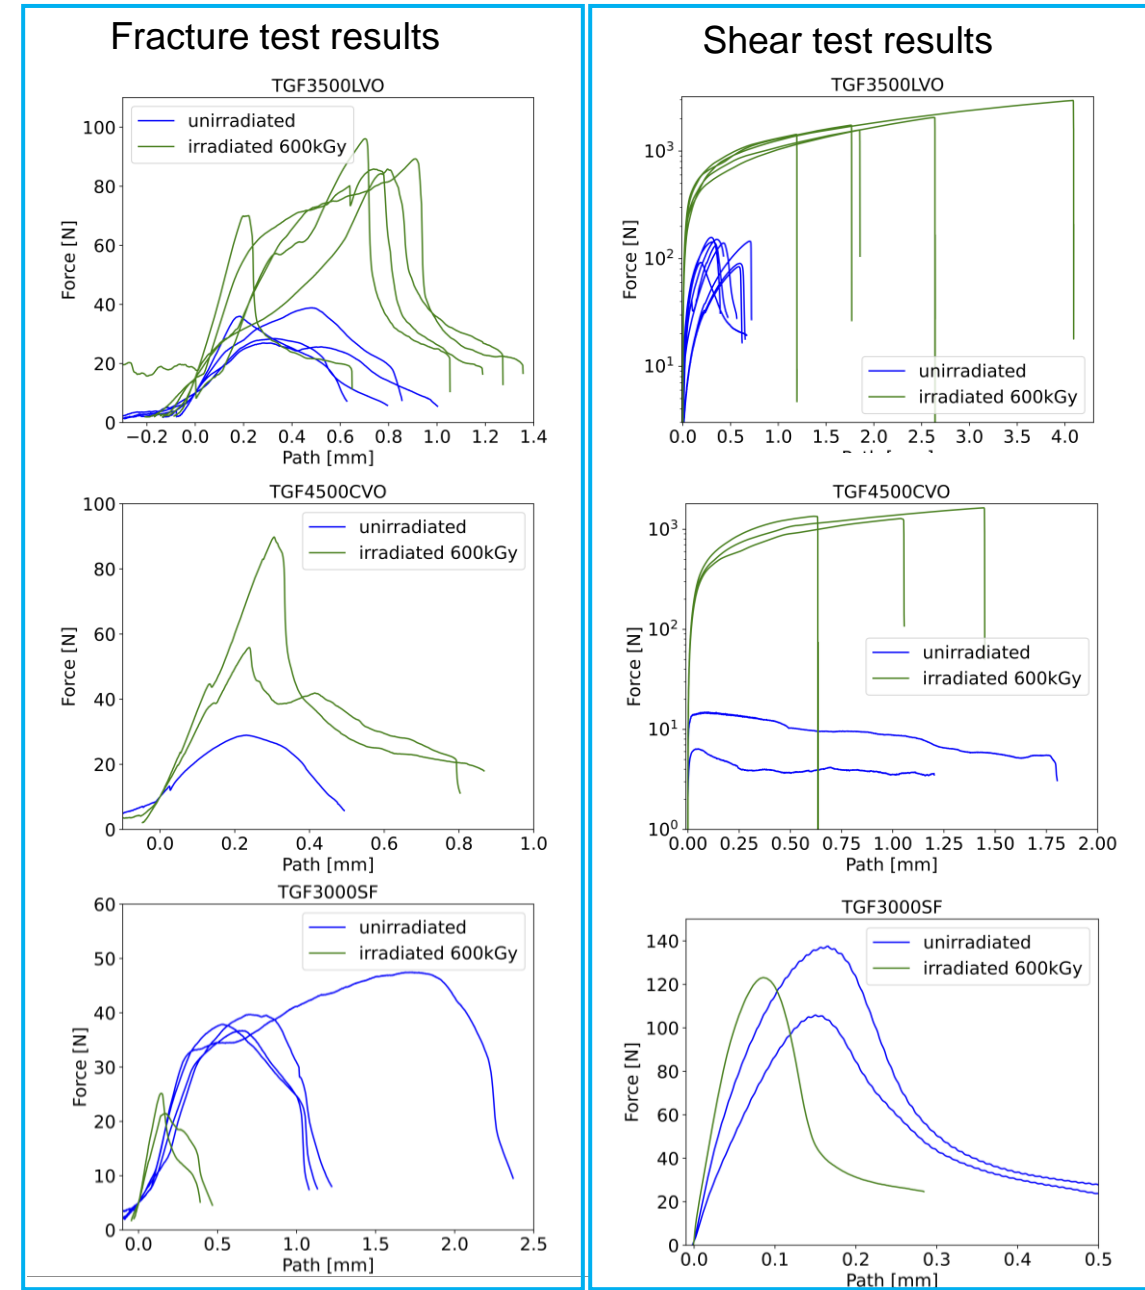 Fracture test results
TGF3500LVO
unirradiated
irradiated 600kGy
100
80
60
40
20
0
Force [N]
−0.2 0.0 0.2 0.4 0.6 0.8 1.0 1.2 1.4
Path [mm]
TGF4500CVO
unirradiated
irradiated 600kGy
100
80
60
40
20
0
Force [N]
0.0 0.2 0.4 0.6 0.8 1.0
Path [mm]
TGF3000SF
unirradiated
irradiated 600kGy
60
50
40
30
20
10
0
Force [N]
0.0 0.5 1.0 1.5 2.0 2.5
Path [mm]
Shear test results
TGF3500LVO
10³
10²
10¹
Force [N]
unirradiated
irradiated 600kGy
0.0 0.5 1.0 1.5 2.0 2.5 3.0 3.5 4.0
TGF4500CVO
10³
10²
10¹
10⁰
Force [N]
unirradiated
irradiated 600kGy
0.00 0.25 0.50 0.75 1.00 1.25 1.50 1.75 2.00
Path [mm]
TGF3000SF
unirradiated
irradiated 600kGy
140
120
100
80
60
40
20
0
Force [N]
0.0 0.1 0.2 0.3 0.4 0.5
Path [mm]